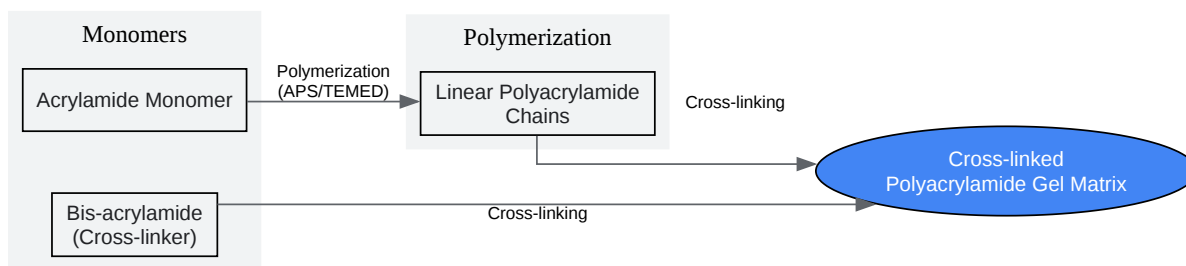 Monomers
Acrylamide Monomer
Bis-acrylamide
(Cross-linker)
Polymerization
(APS/TEMED)
Polymerization
Linear Polyacrylamide
Chains
Cross-linking
Cross-linking
Cross-linked
Polyacrylamide Gel Matrix